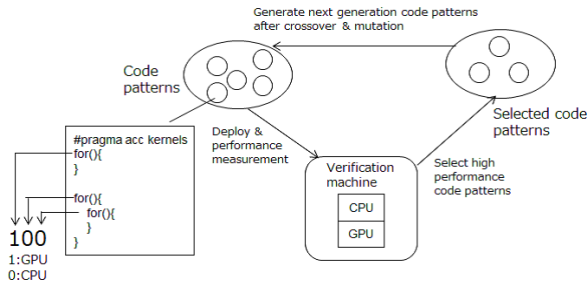 Generate next generation code patterns
after crossover & mutation
Code
patterns
Selected code
patterns
Deploy &
performance
measurement
Verification
machine
CPU
GPU
Select high
performance
code patterns
#pragma acc kernels
for(){
}
for(){
for(){
}
}
100
1:GPU
0:CPU